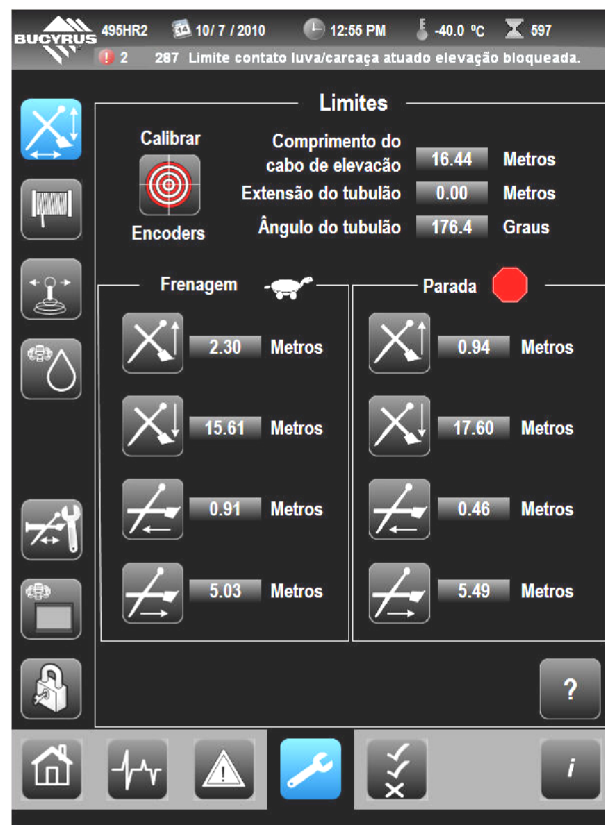 BUCYRUS 495HR2 14 10/ 7 / 2010 12:55 PM -40.0 ºC 597
2 287 Limite contato luva/carcaça atuado elevação bloqueada.
Limites
Calibrar
Encoders
Comprimento do
cabo de elevacão 16.44 Metros
Extensão do tubulão 0.00 Metros
Ângulo do tubulão 176.4 Graus
Frenagem
2.30 Metros
15.61 Metros
0.91 Metros
5.03 Metros
Parada
0.94 Metros
17.60 Metros
0.46 Metros
5.49 Metros
?
i